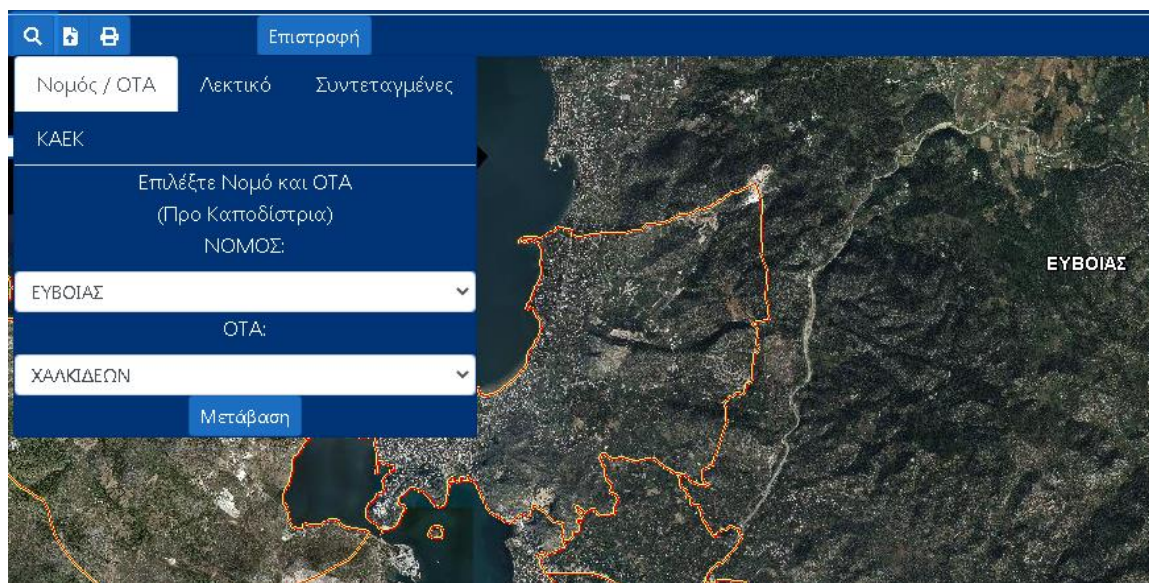 Επιστροφή
Νομός / ΟΤΑ Λεκτικό Συντεταγμένες
ΚΑΕΚ
Επιλέξτε Νομό και ΟΤΑ
(Προ Καποδίστρια)
ΝΟΜΟΣ:
ΕΥΒΟΙΑΣ
ΕΥΒΟΙΑΣ
ΟΤΑ:
ΧΑΛΚΙΔΕΩΝ
Μετάβαση